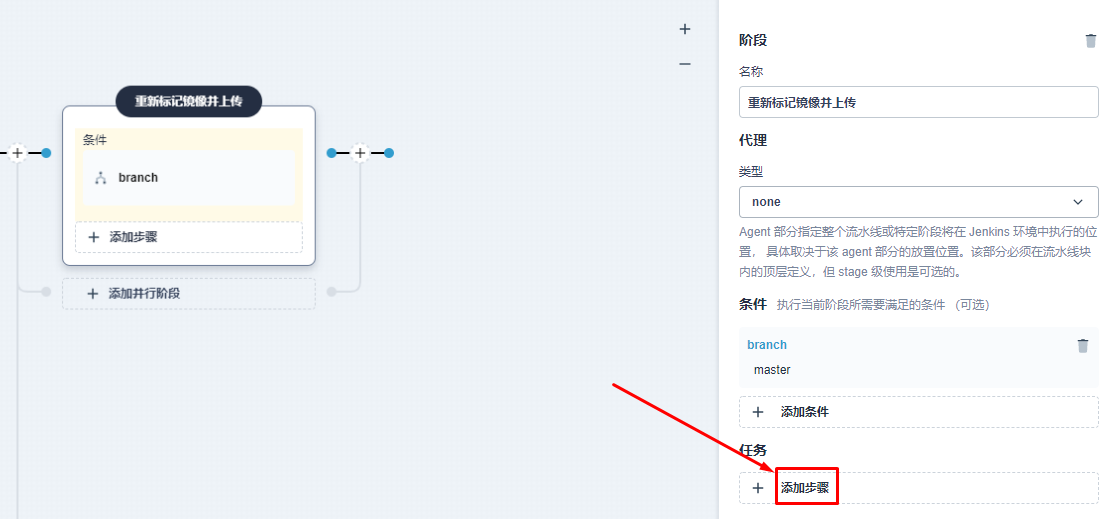 重新标记镜像并上传
条件
branch
添加步骤
添加并行阶段
阶段
名称
重新标记镜像并上传
代理
类型
none
Agent 部分指定整个流水线或特定阶段将在 Jenkins 环境中执行的位
置， 具体取决于该 agent 部分的放置位置。该部分必须在流水线块
内的顶层定义，但 stage 级使用是可选的。
条件 执行当前阶段所需要满足的条件 （可选）
branch
master
添加条件
任务
添加步骤